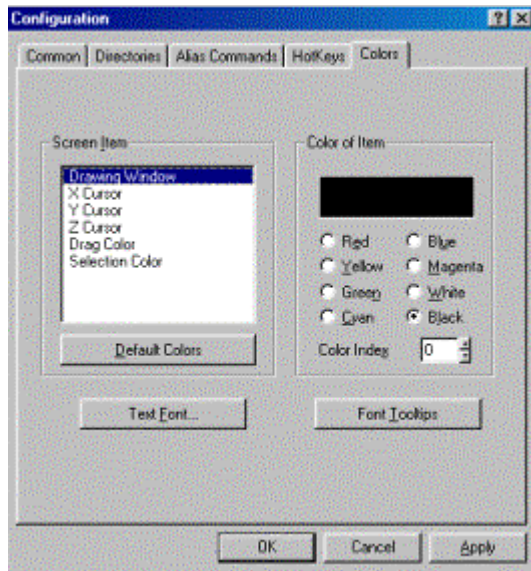 Configuration
Common Directories Alias Commands HotKeys Colors
Screen Item
Drawing Window
X Cursor
Y Cursor
Z Cursor
Drag Color
Selection Color
Default Colors
Text Font...
Color of Item
Red Blue
Yellow Magenta
Green White
Cyan Black
Color Index 0
Font Tooltips
OK Cancel Apply